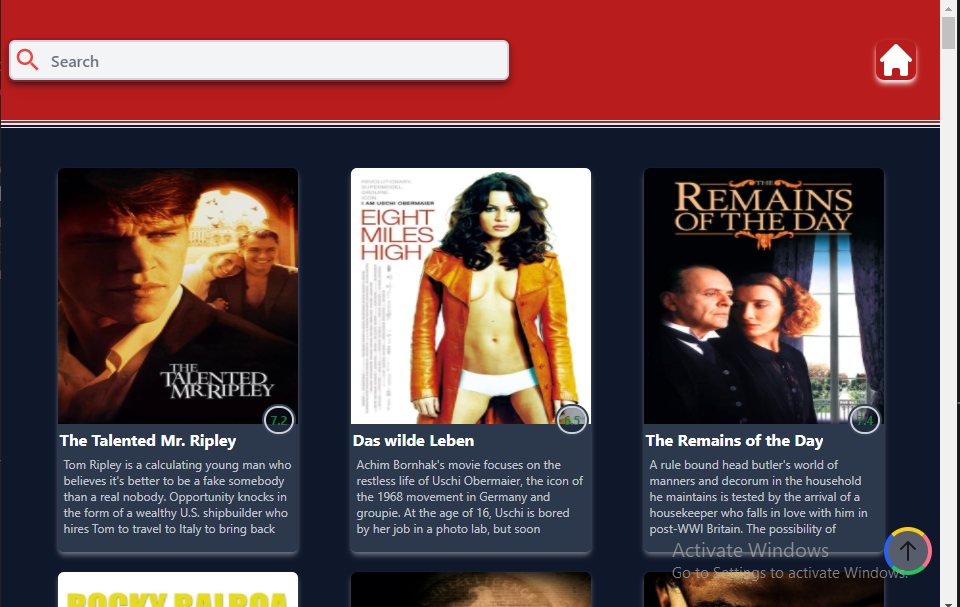 Search
THE
TALENTED
MR. RIPLEY
7.2
The Talented Mr. Ripley
Tom Ripley is a calculating young man who
believes it's better to be a fake somebody
than a real nobody. Opportunity knocks in
the form of a wealthy U.S. shipbuilder who
hires Tom to travel to Italy to bring back
REVOLUTIONARY.
SUPERMODEL.
GROUPIE.
ICON.
I AM USCHI OBERMAIER
EIGHT
MILES
HIGH
Das wilde Leben
Achim Bornhak's movie focuses on the
restless life of Uschi Obermaier, the icon of
the 1968 movement in Germany and
groupie. At the age of 16, Uschi is bored
by her job in a photo lab, but soon
THE
REMAINS
OF THE DAY
The Remains of the Day
A rule bound head butler's world of
manners and decorum in the household
he maintains is tested by the arrival of a
housekeeper who falls in love with him in
post-WWI Britain. The possibility of
ROCKY BALBOA
Activate Windows
Go to Settings to activate Windows.